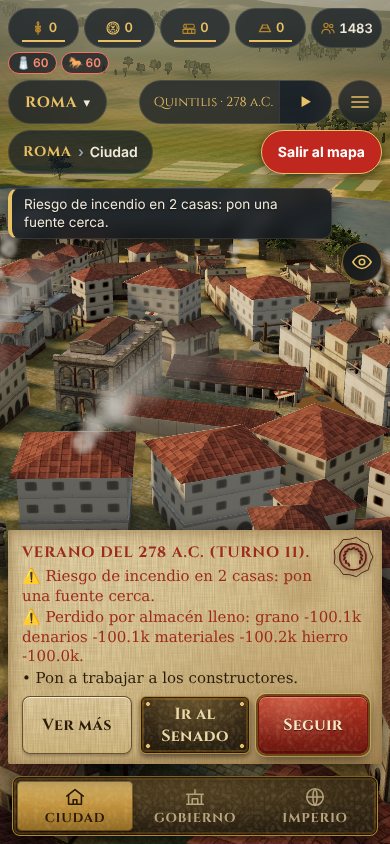 0 0 0 0 1483
60 60
ROMA ▾ QUINTILIS · 278 A.C.
ROMA › Ciudad Salir al mapa
Riesgo de incendio en 2 casas: pon una
fuente cerca.
VERANO DEL 278 A.C. (TURNO 11).
⚠️ Riesgo de incendio en 2 casas: pon
una fuente cerca.
⚠️ Perdido por almacén lleno: grano -100.1k
denarios -100.1k materiales -100.2k hierro
-100.0k.
• Pon a trabajar a los constructores.
VER MÁS
IR AL
SENADO
SEGUIR
CIUDAD GOBIERNO IMPERIO